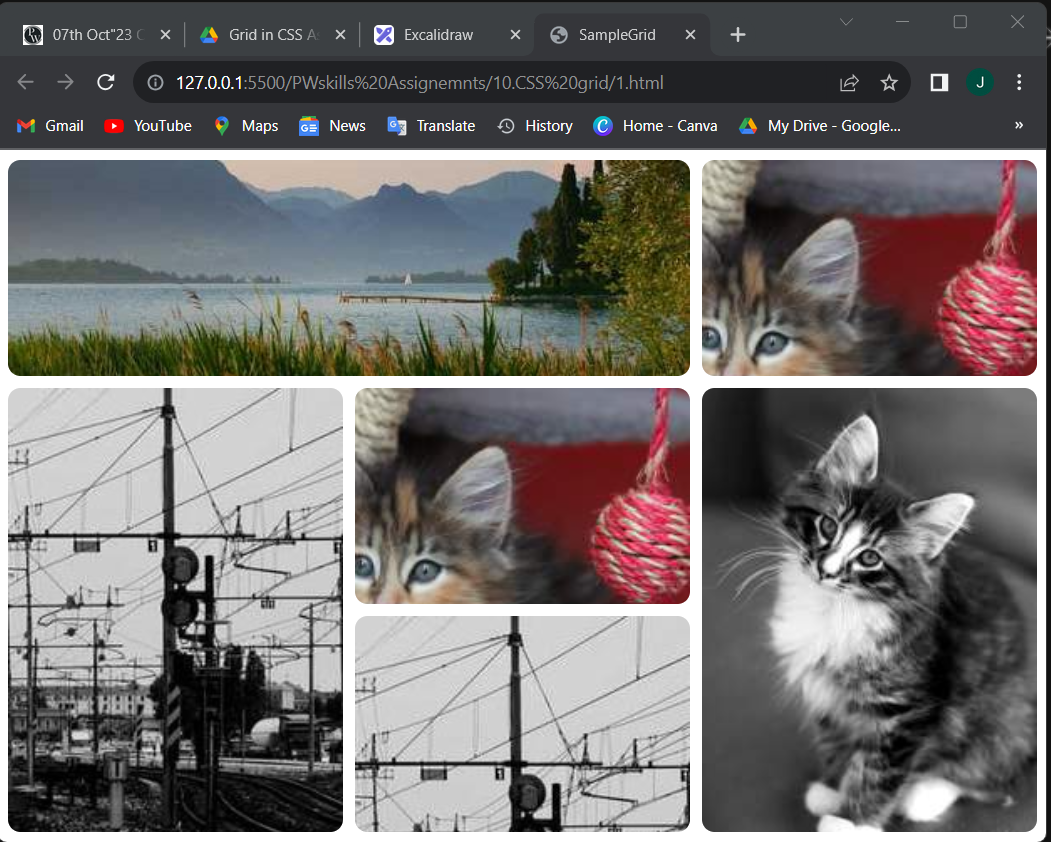 07th Oct"23 C
Grid in CSS As
Excalidraw
SampleGrid
127.0.0.1:5500/PWskills%20Assignemnts/10.CSS%20grid/1.html
J
Gmail
YouTube
Maps
News
Translate
History
Home - Canva
My Drive - Google...
»